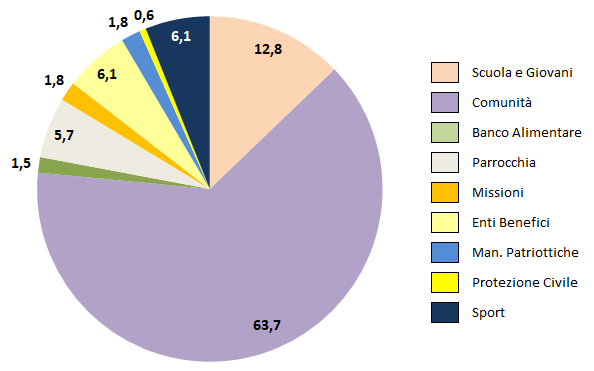 0,6
1,8
6,1
12,8
6,1
1,8
5,7
1,5
63,7
Scuola e Giovani
Comunità
Banco Alimentare
Parrocchia
Missioni
Enti Benefici
Man. Patriottiche
Protezione Civile
Sport